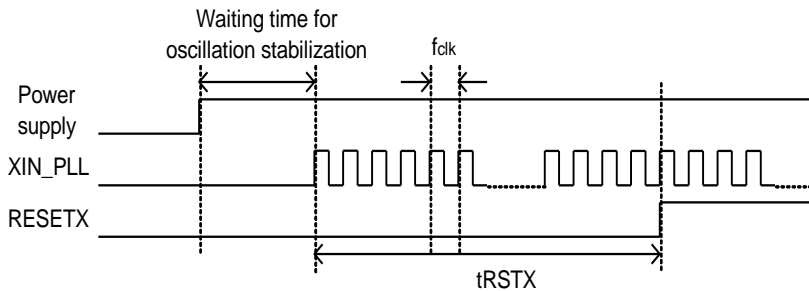 Waiting time for
oscillation stabilization
fclk
Power
supply
XIN_PLL
RESETX
tRSTX